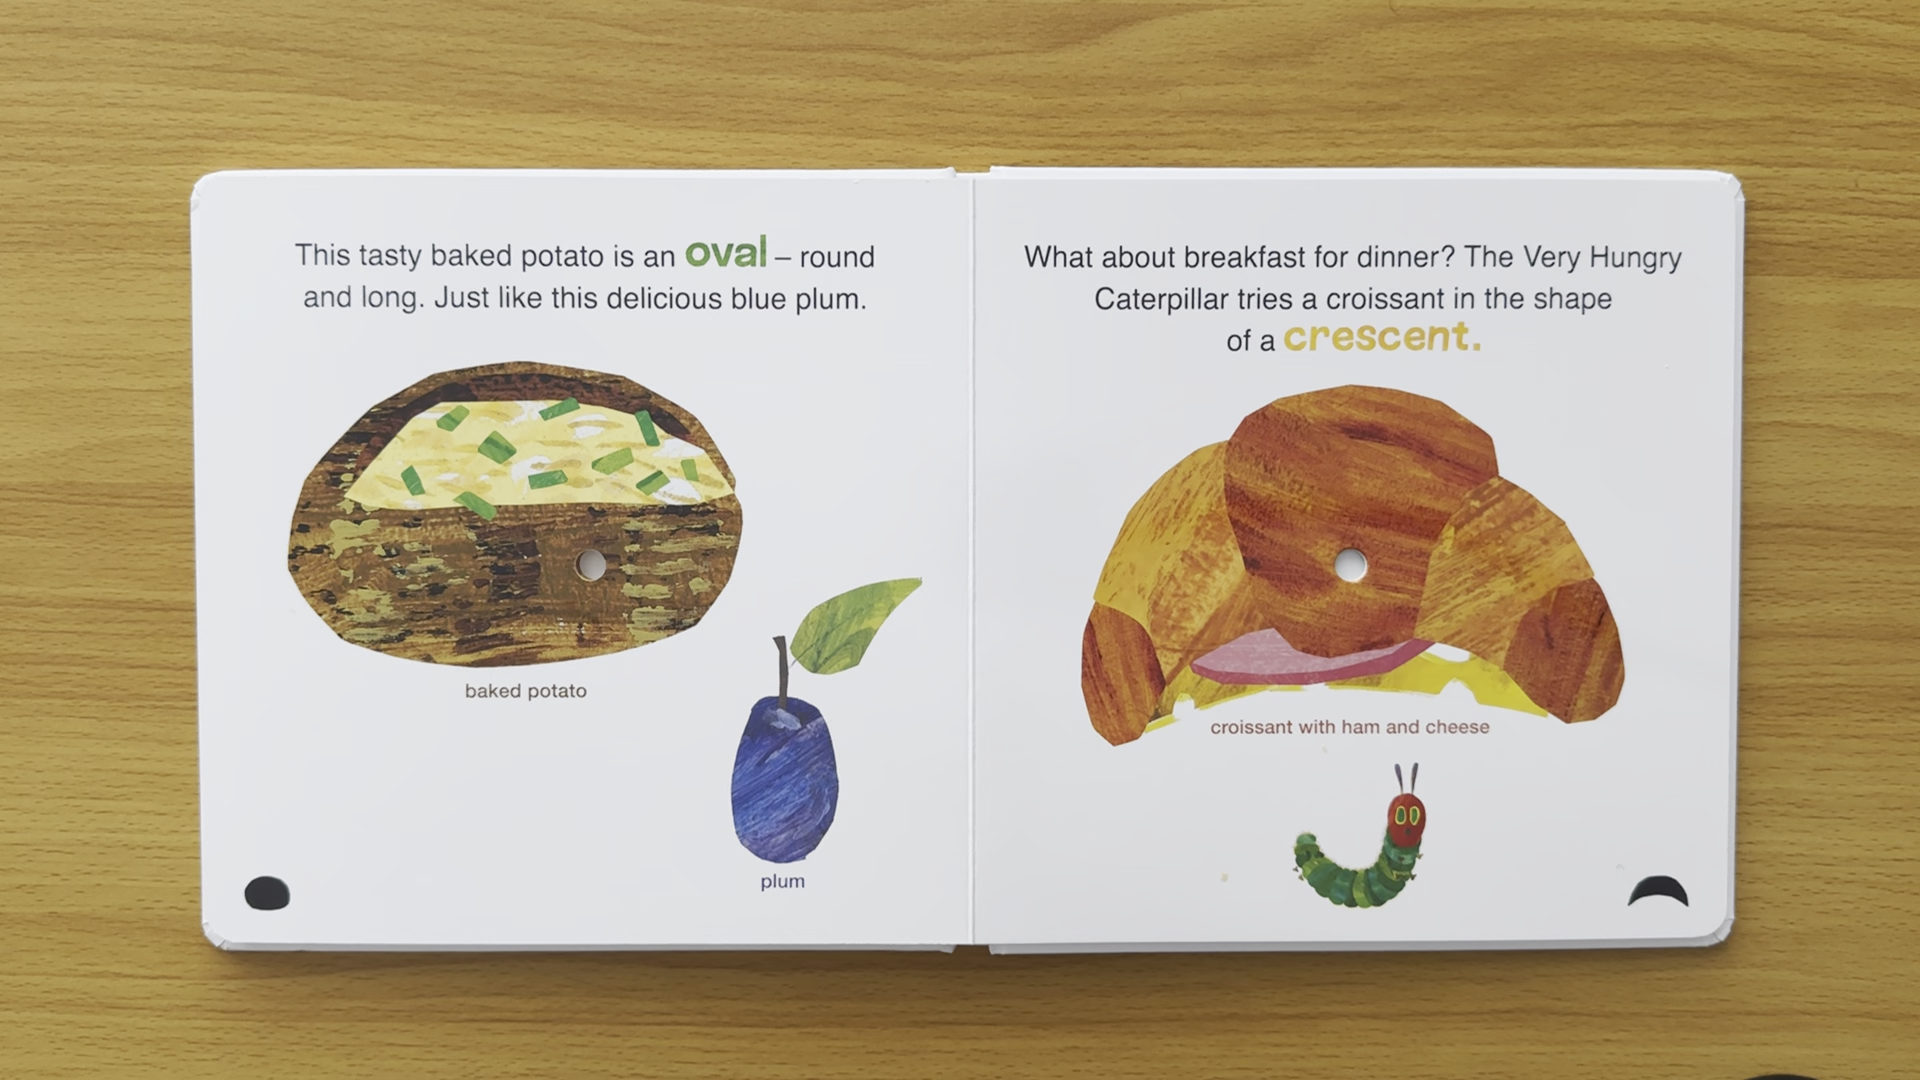 This tasty baked potato is an oval – round
and long. Just like this delicious blue plum.
baked potato
plum
What about breakfast for dinner? The Very Hungry
Caterpillar tries a croissant in the shape
of a crescent.
croissant with ham and cheese